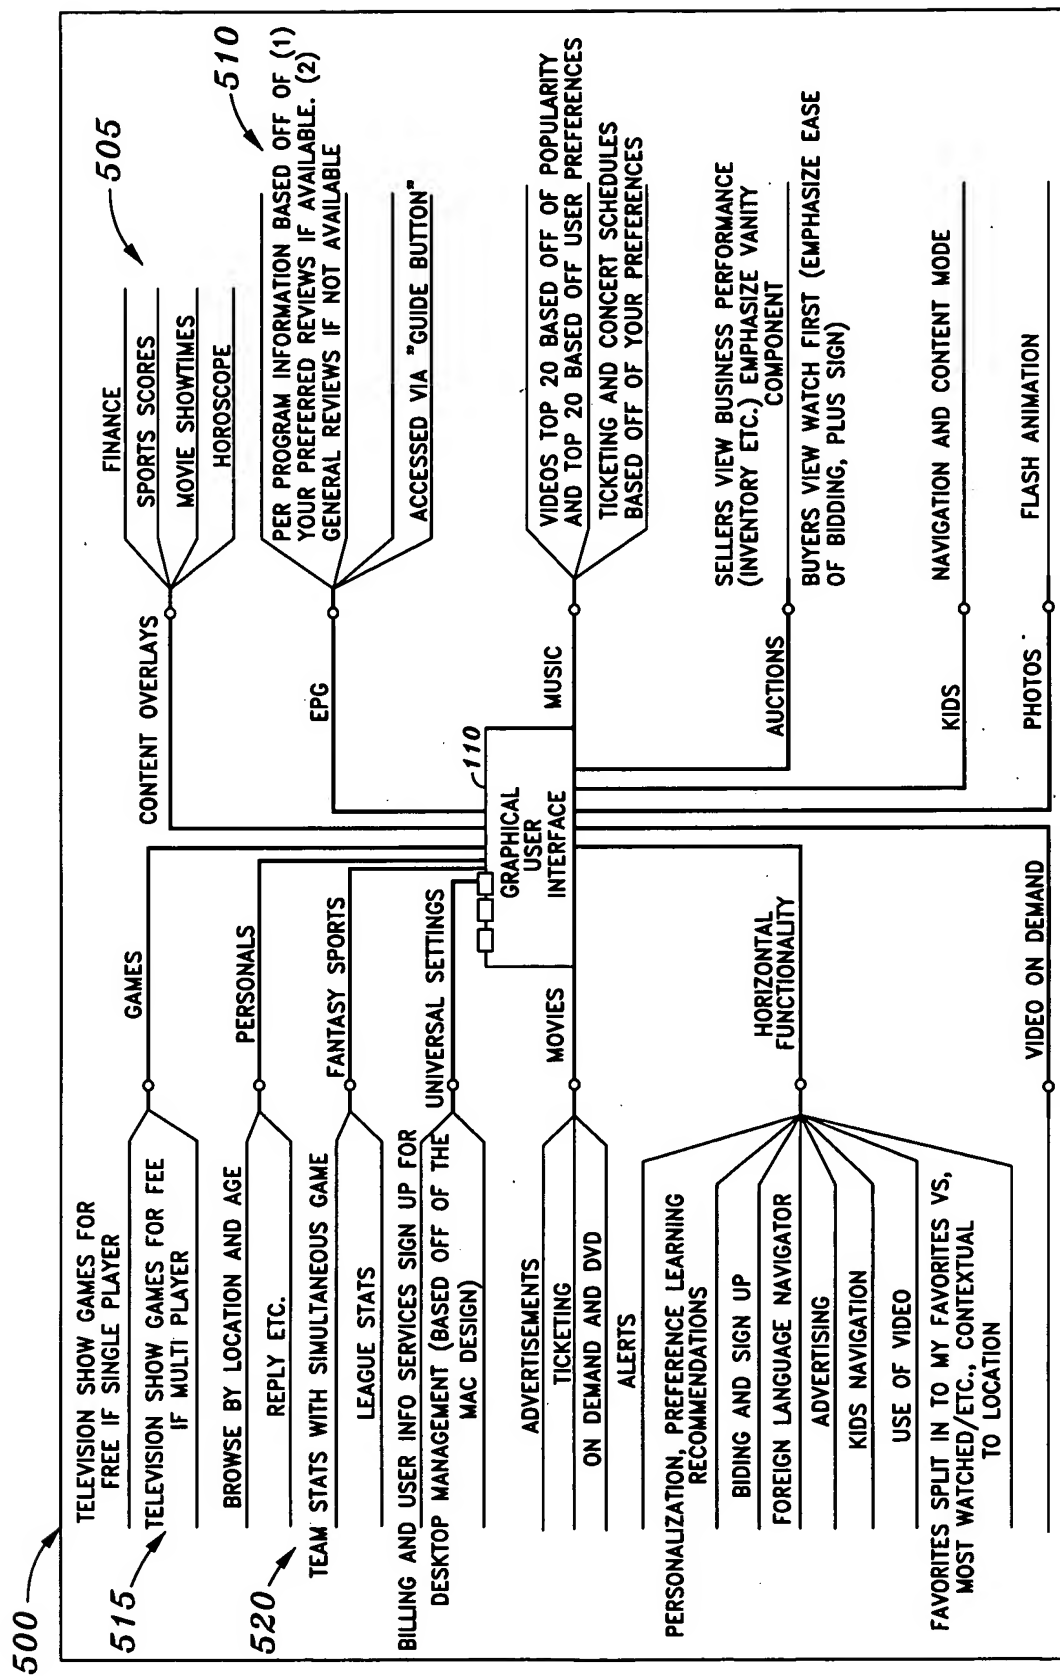 500
TELEVISION SHOW GAMES FOR
FREE IF SINGLE PLAYER
515
TELEVISION SHOW GAMES FOR FEE
IF MULTI PLAYER
GAMES
BROWSE BY LOCATION AND AGE
REPLY ETC.
PERSONALS
520
TEAM STATS WITH SIMULTANEOUS GAME
LEAGUE STATS
FANTASY SPORTS
BILLING AND USER INFO SERVICES SIGN UP FOR
DESKTOP MANAGEMENT (BASED OFF OF THE
MAC DESIGN)
UNIVERSAL SETTINGS
ADVERTISEMENTS
TICKETING
ON DEMAND AND DVD
ALERTS
MOVIES
PERSONALIZATION, PREFERENCE LEARNING
RECOMMENDATIONS
BIDING AND SIGN UP
FOREIGN LANGUAGE NAVIGATOR
ADVERTISING
KIDS NAVIGATION
USE OF VIDEO
FAVORITES SPLIT IN TO MY FAVORITES VS,
MOST WATCHED/ETC., CONTEXTUAL
TO LOCATION
HORIZONTAL
FUNCTIONALITY
VIDEO ON DEMAND
110
GRAPHICAL
USER
INTERFACE
CONTENT OVERLAYS
FINANCE
SPORTS SCORES
MOVIE SHOWTIMES
HOROSCOPE
505
EPG
PER PROGRAM INFORMATION BASED OFF OF (1)
YOUR PREFERRED REVIEWS IF AVAILABLE. (2)
GENERAL REVIEWS IF NOT AVAILABLE
510
ACCESSED VIA "GUIDE BUTTON"
MUSIC
VIDEOS TOP 20 BASED OFF OF POPULARITY
AND TOP 20 BASED OFF USER PREFERENCES
TICKETING AND CONCERT SCHEDULES
BASED OFF OF YOUR PREFERENCES
AUCTIONS
SELLERS VIEW BUSINESS PERFORMANCE
(INVENTORY ETC.) EMPHASIZE VANITY
COMPONENT
BUYERS VIEW WATCH FIRST (EMPHASIZE EASE
OF BIDDING, PLUS SIGN)
KIDS
NAVIGATION AND CONTENT MODE
PHOTOS
FLASH ANIMATION